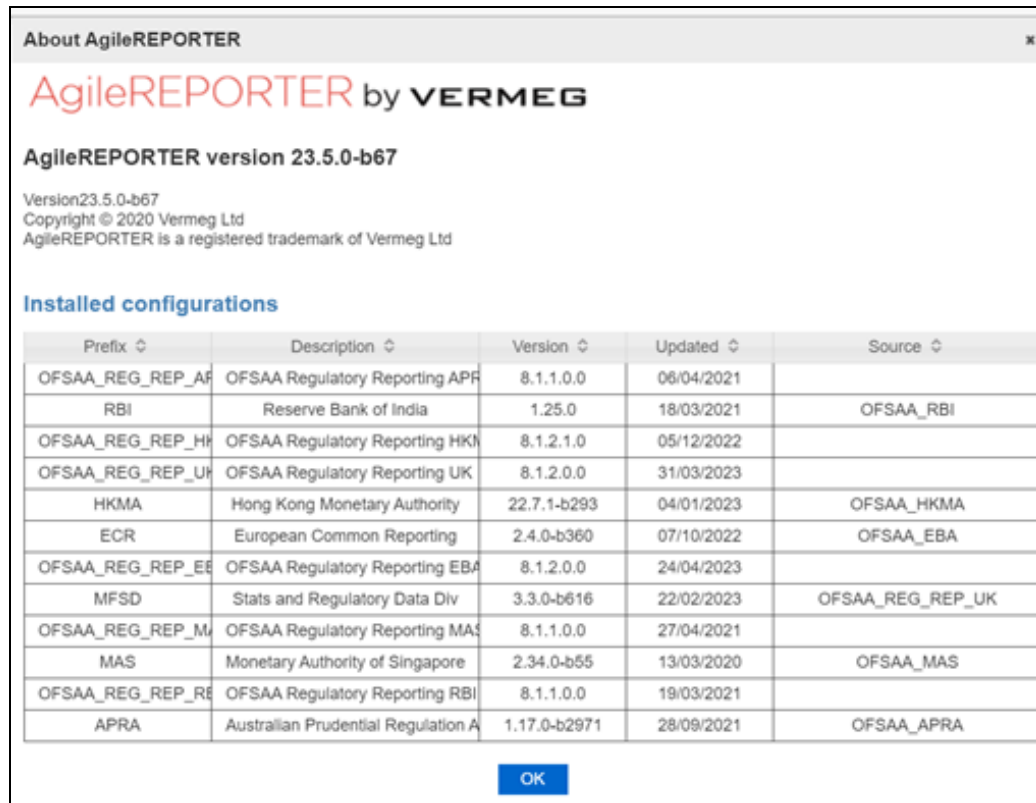 About AgileREPORTER
AgileREPORTER by VERMEG
AgileREPORTER version 23.5.0-b67
Version23.5.0-b67
Copyright © 2020 Vermeg Ltd
AgileREPORTER is a registered trademark of Vermeg Ltd
Installed configurations
Prefix Description Version Updated Source
OFSAA_REG_REP_AP OFSAA Regulatory Reporting APR 8.1.1.0.0 06/04/2021
RBI Reserve Bank of India 1.25.0 18/03/2021 OFSAA_RBI
OFSAA_REG_REP_HK OFSAA Regulatory Reporting HKM 8.1.2.1.0 05/12/2022
OFSAA_REG_REP_UK OFSAA Regulatory Reporting UK 8.1.2.0.0 31/03/2023
HKMA Hong Kong Monetary Authority 22.7.1-b293 04/01/2023 OFSAA_HKMA
ECR European Common Reporting 2.4.0-b360 07/10/2022 OFSAA_EBA
OFSAA_REG_REP_EB OFSAA Regulatory Reporting EBA 8.1.2.0.0 24/04/2023
MFSD Stats and Regulatory Data Div 3.3.0-b616 22/02/2023 OFSAA_REG_REP_UK
OFSAA_REG_REP_MA OFSAA Regulatory Reporting MAS 8.1.1.0.0 27/04/2021
MAS Monetary Authority of Singapore 2.34.0-b55 13/03/2020 OFSAA_MAS
OFSAA_REG_REP_RB OFSAA Regulatory Reporting RBI 8.1.1.0.0 19/03/2021
APRA Australian Prudential Regulation A 1.17.0-b2971 28/09/2021 OFSAA_APRA
OK